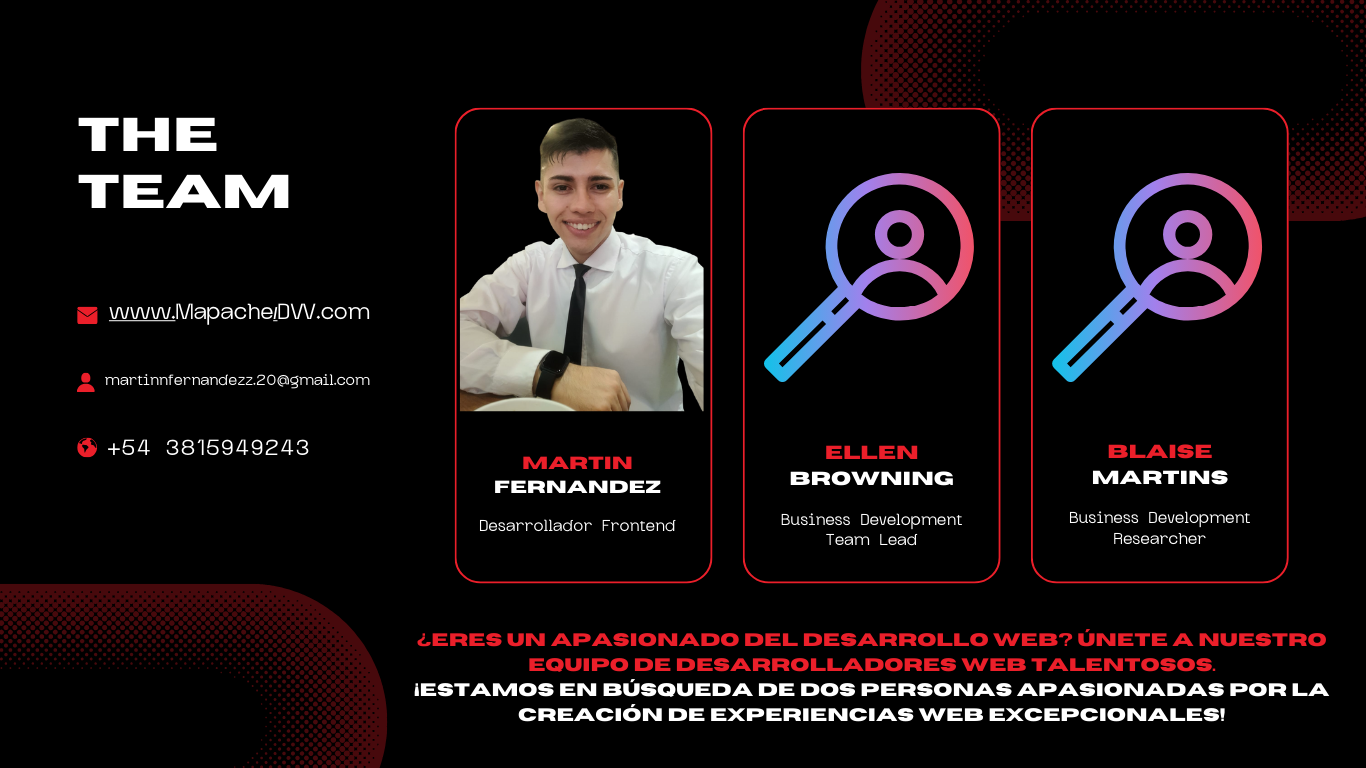 THE
TEAM
www.MapacheDW.com
martinnfernandezz.20@gmail.com
+54 3815949243
MARTIN
FERNANDEZ
Desarrollador Frontend
ELLEN
BROWNING
Business Development
Team Lead
BLAISE
MARTINS
Business Development
Researcher
¿ERES UN APASIONADO DEL DESARROLLO WEB? ÚNETE A NUESTRO
EQUIPO DE DESARROLLADORES WEB TALENTOSOS.
¡ESTAMOS EN BÚSQUEDA DE DOS PERSONAS APASIONADAS POR LA
CREACIÓN DE EXPERIENCIAS WEB EXCEPCIONALES!